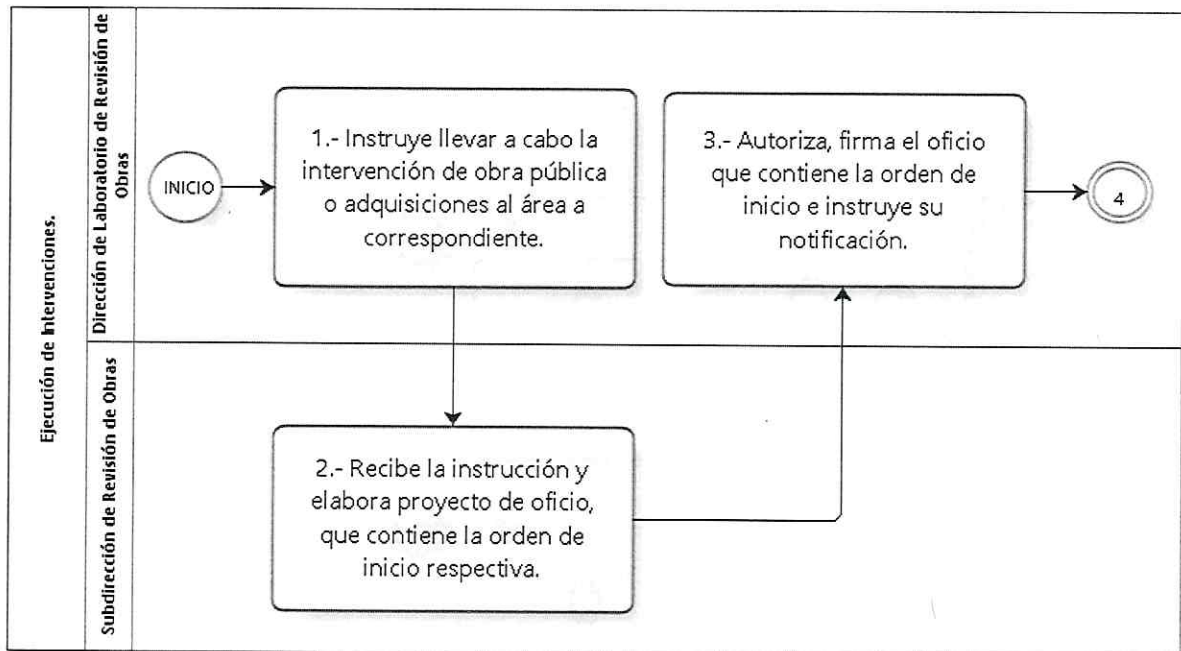 Ejecución de Intervenciones.
Dirección de Laboratorio de Revisión de
Obras
INICIO
1.- Instruye llevar a cabo la
intervención de obra pública
o adquisiciones al área a
correspondiente.
3.- Autoriza, firma el oficio
que contiene la orden de
inicio e instruye su
notificación.
4
Subdirección de Revisión de Obras
2.- Recibe la instrucción y
elabora proyecto de oficio,
que contiene la orden de
inicio respectiva.